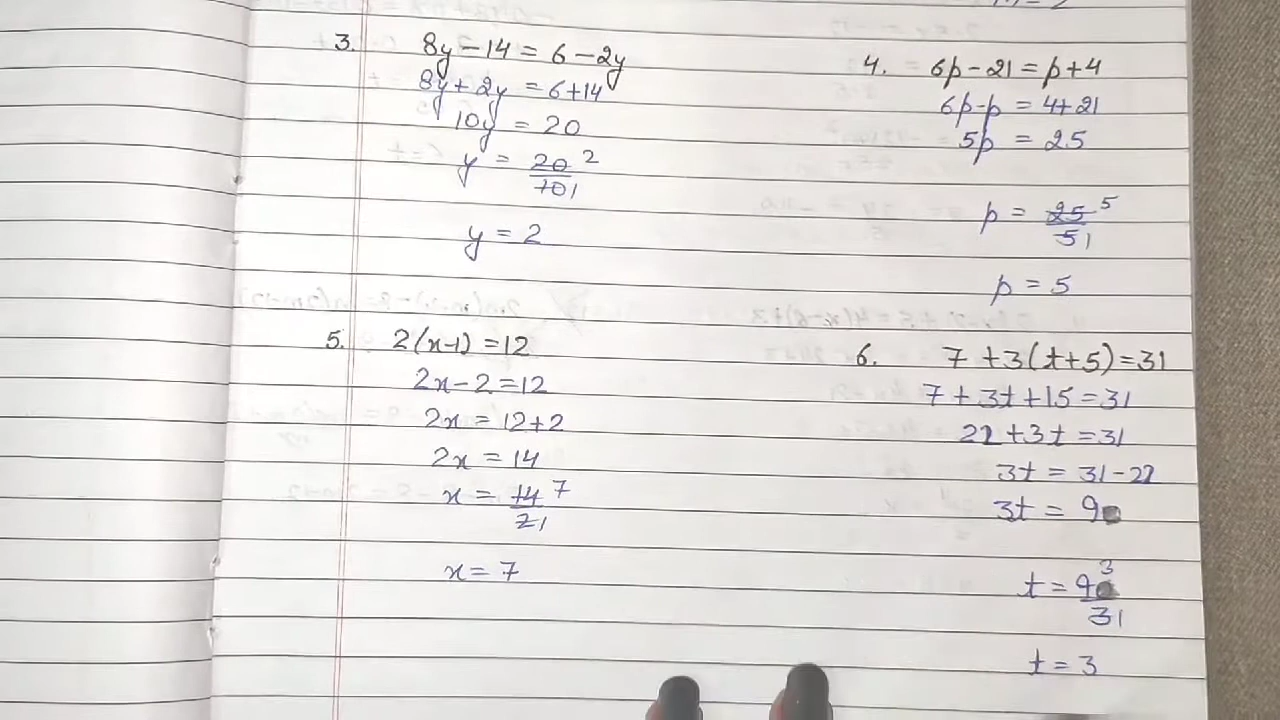 3. 8y - 14 = 6 - 2y
8y + 2y = 6 + 14
10y = 20
y = 20 2
10 1
y = 2
4. 6p - 21 = p + 4
6p - p = 4 + 21
5p = 25
p = 25 5
5 1
p = 5
5. 2(x-1) = 12
2x - 2 = 12
2x = 12 + 2
2x = 14
x = 14 7
2 1
x = 7
6. 7 + 3(t+5) = 31
7 + 3t + 15 = 31
22 + 3t = 31
3t = 31 - 22
3t = 9
t = 9 3
3 1
t = 3